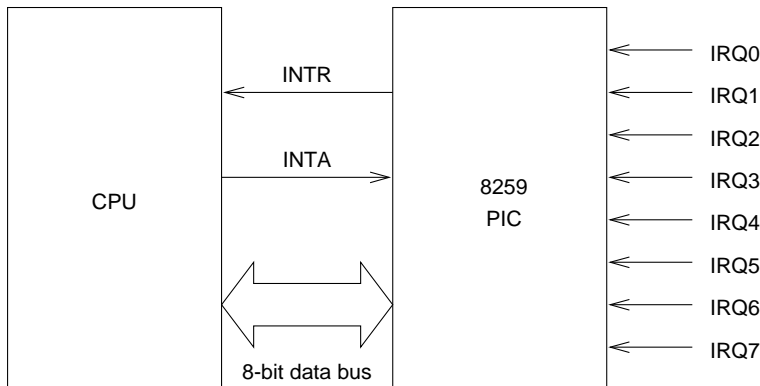 INTR
INTA
CPU
8259
PIC
8-bit data bus
IRQ0
IRQ1
IRQ2
IRQ3
IRQ4
IRQ5
IRQ6
IRQ7